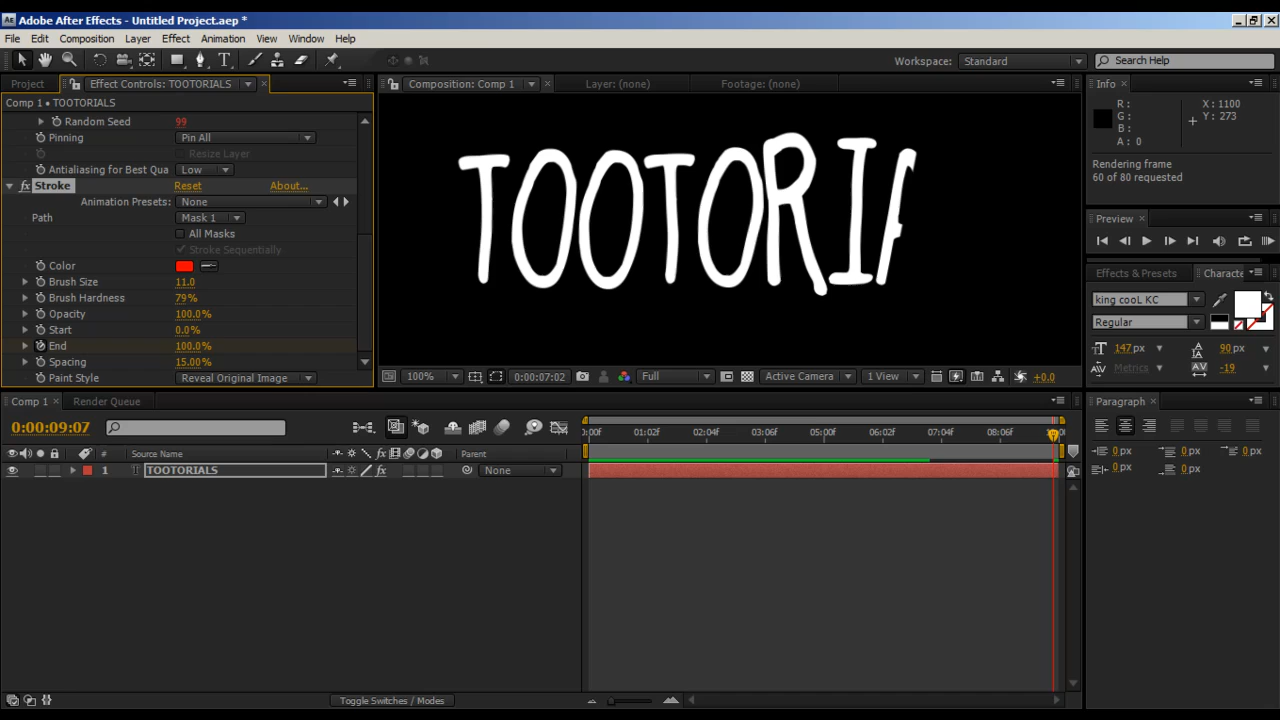 Adobe After Effects - Untitled Project.aep *
File Edit Composition Layer Effect Animation View Window Help
Workspace: Standard Search Help
Project Effect Controls: TOOTORIALS Composition: Comp 1 Layer: (none) Footage: (none) Info
Comp 1 • TOOTORIALS
Random Seed 99
Pinning Pin All
Resize Layer
Antialiasing for Best Qua Low
fx Stroke Reset About...
Animation Presets: None
Path Mask 1
All Masks
Stroke Sequentially
Color
Brush Size 11.0
Brush Hardness 79%
Opacity 100.0%
Start 0.0%
End 100.0%
Spacing 15.00%
Paint Style Reveal Original Image
TOOTORI
100% 0:00:07:02 Full Active Camera 1 View +0.0
R :
G :
B :
A : 0
X : 1100
Y : 273
Rendering frame
60 of 80 requested
Preview
Effects & Presets Characte
king cooL KC
Regular
147 px 90 px
Metrics -19
Comp 1 Render Queue Paragraph
0:00:09:07
0 px 0 px 0 px
0 px 0 px
# Source Name fx Parent
1 TOOTORIALS fx None
:00f 01:02f 02:04f 03:06f 05:00f 06:02f 07:04f 08:06f
Toggle Switches / Modes